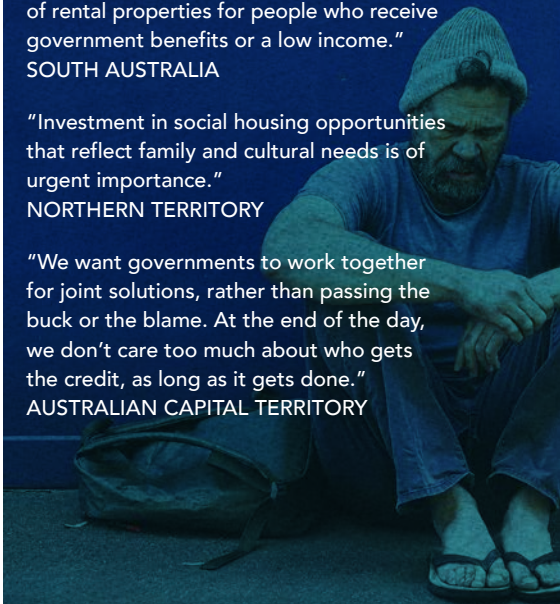 of rental properties for people who receive
government benefits or a low income.”
SOUTH AUSTRALIA
“Investment in social housing opportunities
that reflect family and cultural needs is of
urgent importance.”
NORTHERN TERRITORY
“We want governments to work together
for joint solutions, rather than passing the
buck or the blame. At the end of the day,
we don’t care too much about who gets
the credit, as long as it gets done.”
AUSTRALIAN CAPITAL TERRITORY